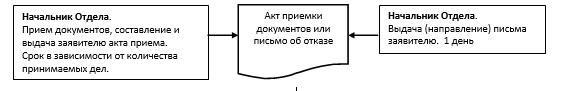 Начальник Отдела.
Прием документов, составление и
выдача заявителю акта приема.
Срок в зависимости от количества
принимаемых дел.
Акт приемки
документов или
письмо об отказе
Начальник Отдела.
Выдача (направление) письма
заявителю. 1 день